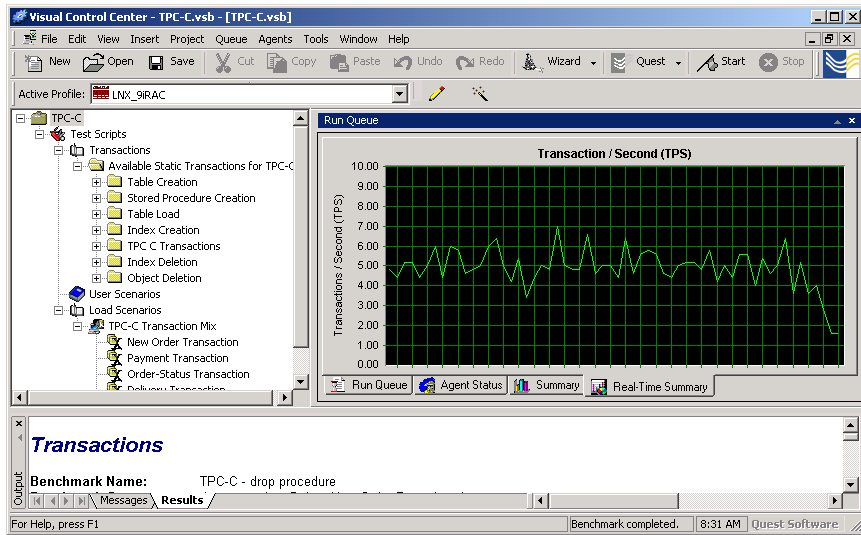 Visual Control Center - TPC-C.vsb - [TPC-C.vsb]
File Edit View Insert Project Queue Agents Tools Window Help
New Open Save Cut Copy Paste Undo Redo Wizard Quest Start Stop
Active Profile: LNX_9iRAC
TPC-C
Test Scripts
Transactions
Available Static Transactions for TPC-C
Table Creation
Stored Procedure Creation
Table Load
Index Creation
TPC C Transactions
Index Deletion
Object Deletion
User Scenarios
Load Scenarios
TPC-C Transaction Mix
New Order Transaction
Payment Transaction
Order-Status Transaction
Delivery Transaction
Run Queue
Transaction / Second (TPS)
Transactions / Second (TPS)
10.00
9.00
8.00
7.00
6.00
5.00
4.00
3.00
2.00
1.00
0.00
Run Queue Agent Status Summary Real-Time Summary
Output
Transactions
Benchmark Name: TPC-C - drop procedure
Messages Results
For Help, press F1 Benchmark completed. 8:31 AM Quest Software